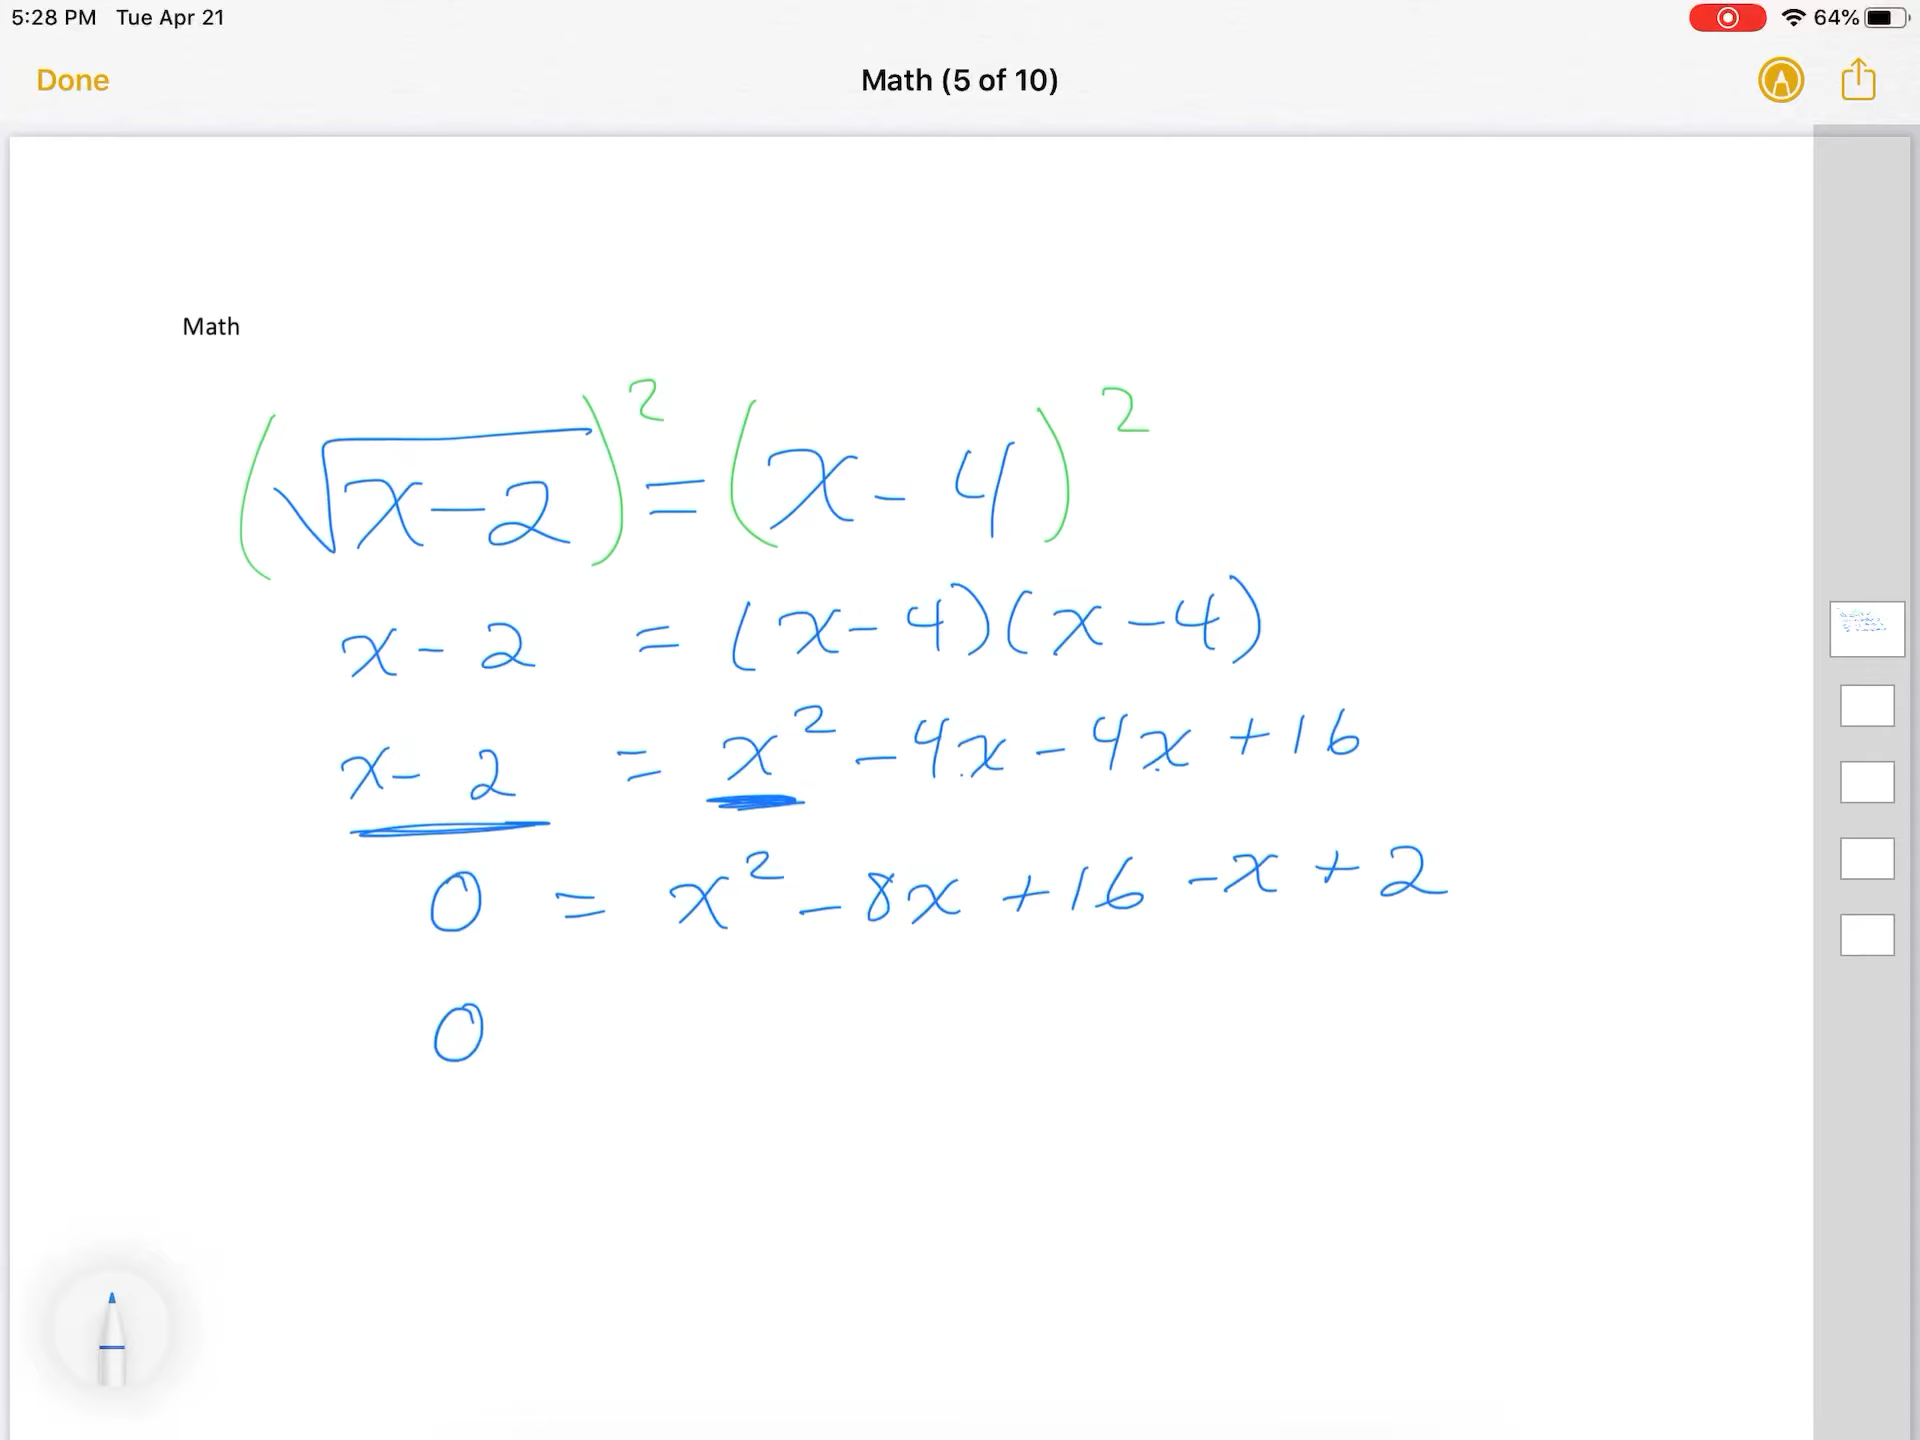 5:28 PM Tue Apr 21 64%
Done Math (5 of 10)
Math
(√x-2)² = (x - 4)²
x - 2 = (x - 4)(x - 4)
x - 2 = x² - 4x - 4x + 16
0 = x² - 8x + 16 - x + 2
0